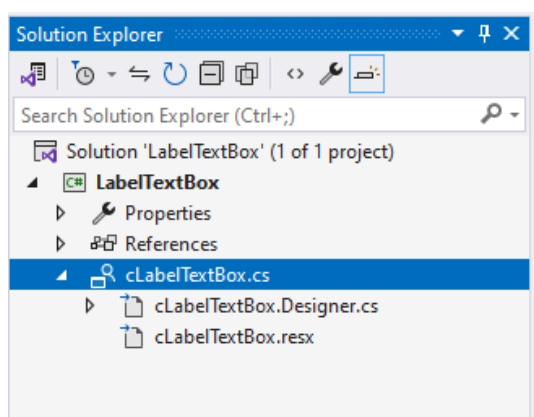 Solution Explorer
Search Solution Explorer (Ctrl+;)
Solution 'LabelTextBox' (1 of 1 project)
C# LabelTextBox
Properties
References
cLabelTextBox.cs
cLabelTextBox.Designer.cs
cLabelTextBox.resx